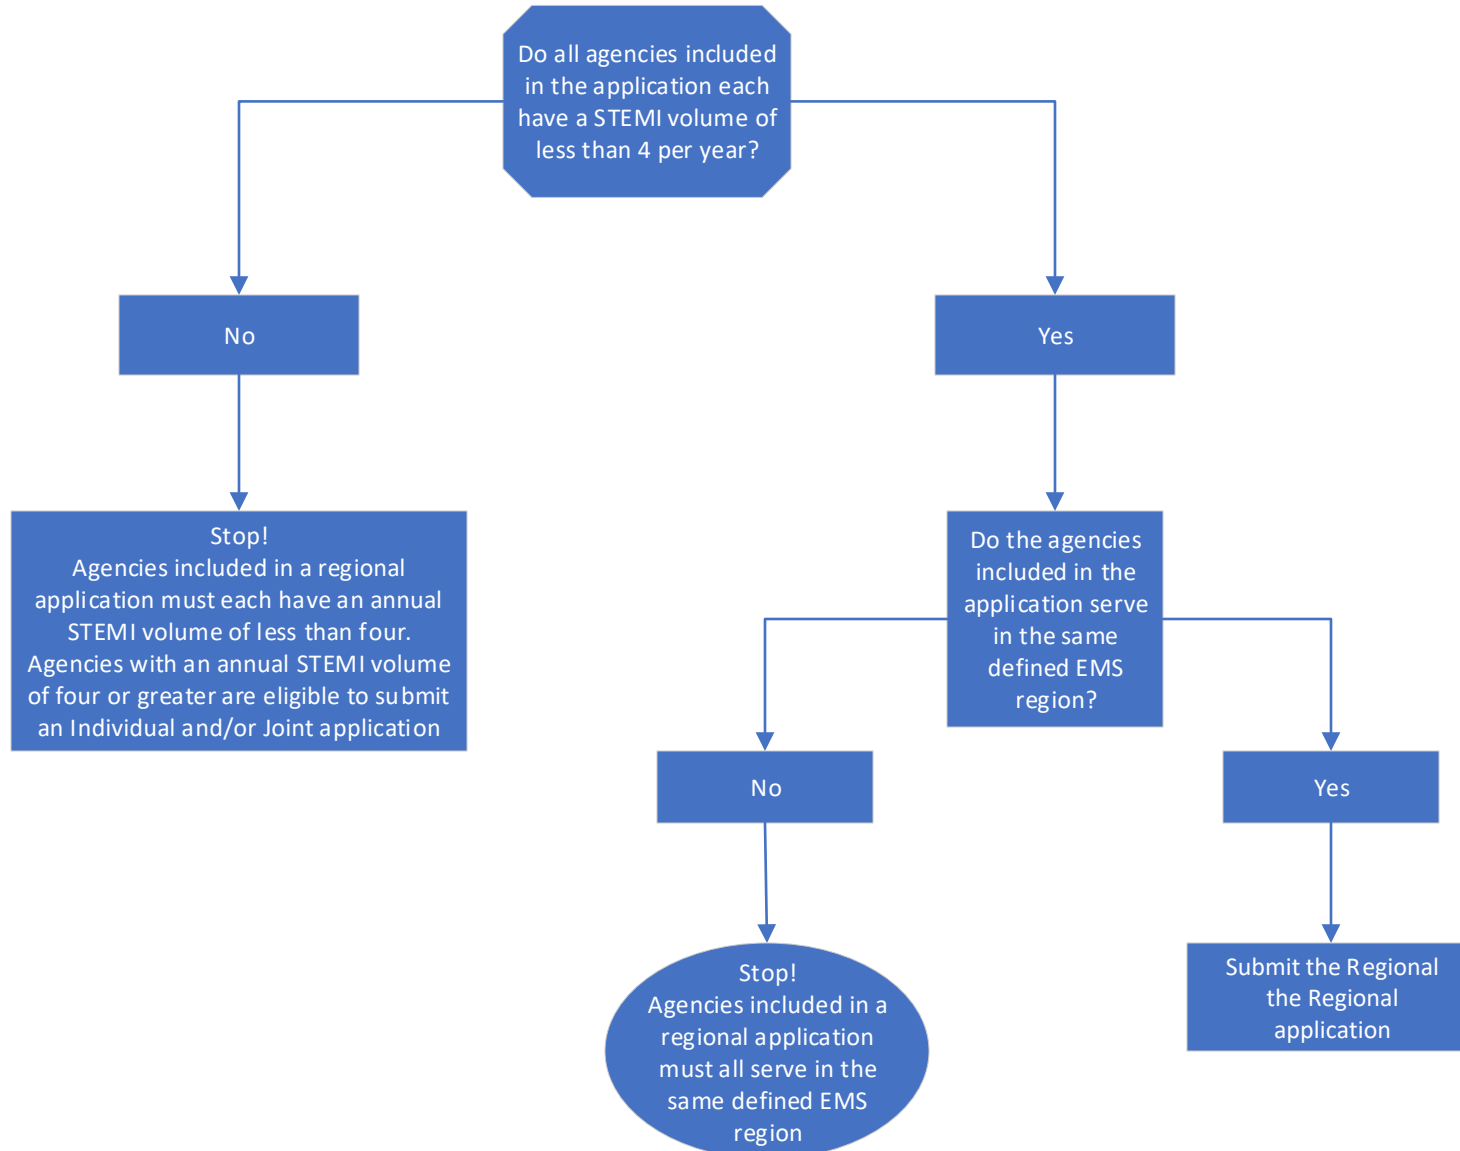 Do all agencies included
in the application each
have a STEMI volume of
less than 4 per year?
No
Yes
Stop!
Agencies included in a regional
application must each have an annual
STEMI volume of less than four.
Agencies with an annual STEMI volume
of four or greater are eligible to submit
an Individual and/or Joint application
Do the agencies
included in the
application serve
in the same
defined EMS
region?
No
Yes
Stop!
Agencies included in a
regional application
must all serve in the
same defined EMS
region
Submit the Regional
the Regional
application